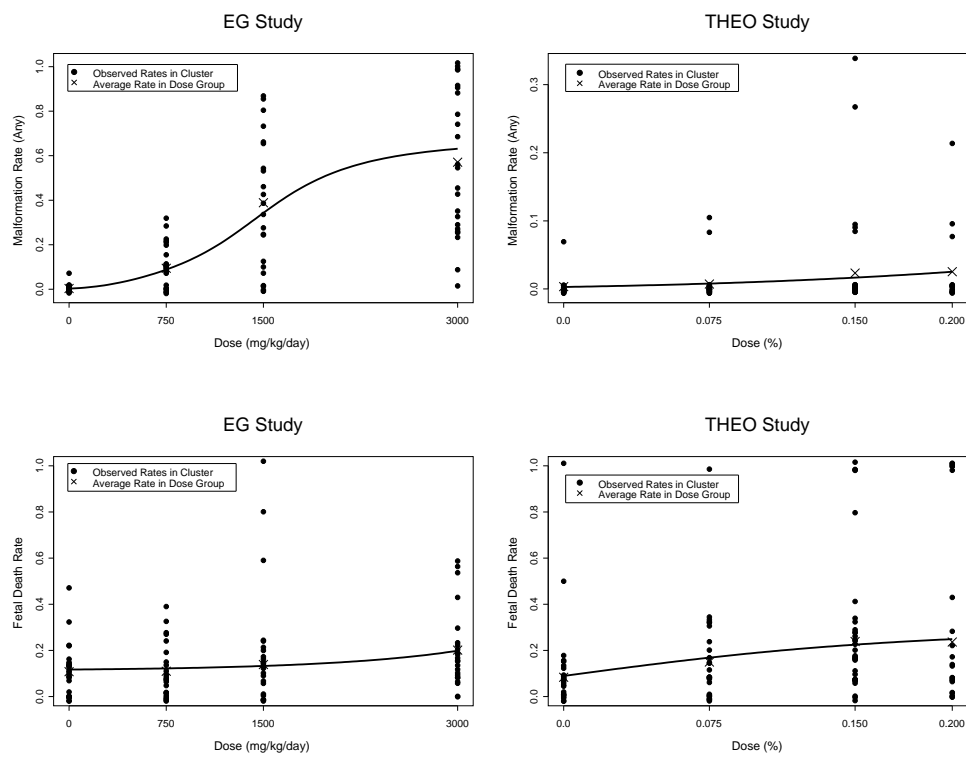 EG Study
Malformation Rate (Any)
1.0
0.8
0.6
0.4
0.2
0.0
Observed Rates in Cluster
Average Rate in Dose Group
0
750
1500
3000
Dose (mg/kg/day)
THEO Study
Malformation Rate (Any)
0.3
0.2
0.1
0.0
Observed Rates in Cluster
Average Rate in Dose Group
0.0
0.075
0.150
0.200
Dose (%)
EG Study
Fetal Death Rate
1.0
0.8
0.6
0.4
0.2
0.0
Observed Rates in Cluster
Average Rate in Dose Group
0
750
1500
3000
Dose (mg/kg/day)
THEO Study
Fetal Death Rate
1.0
0.8
0.6
0.4
0.2
0.0
Observed Rates in Cluster
Average Rate in Dose Group
0.0
0.075
0.150
0.200
Dose (%)